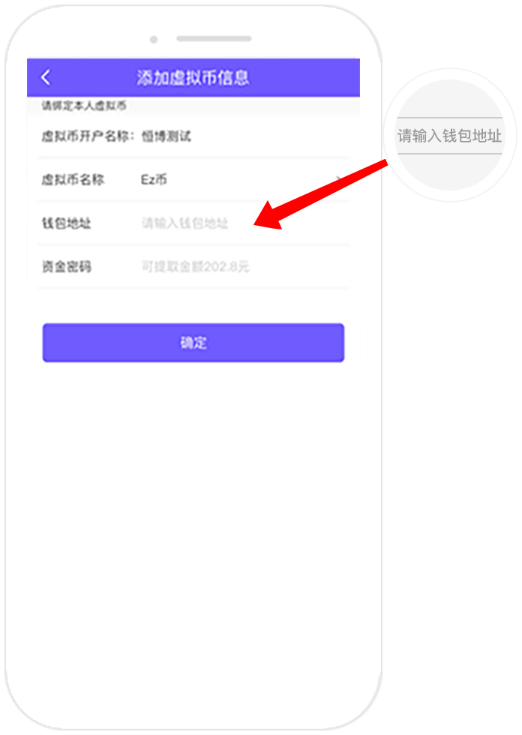 添加虚拟币信息
请绑定本人虚拟币
虚拟币开户名称：恒博测试
虚拟币名称 Ez币
钱包地址 请输入钱包地址
资金密码 可提取金额202.8元
确定
请输入钱包地址